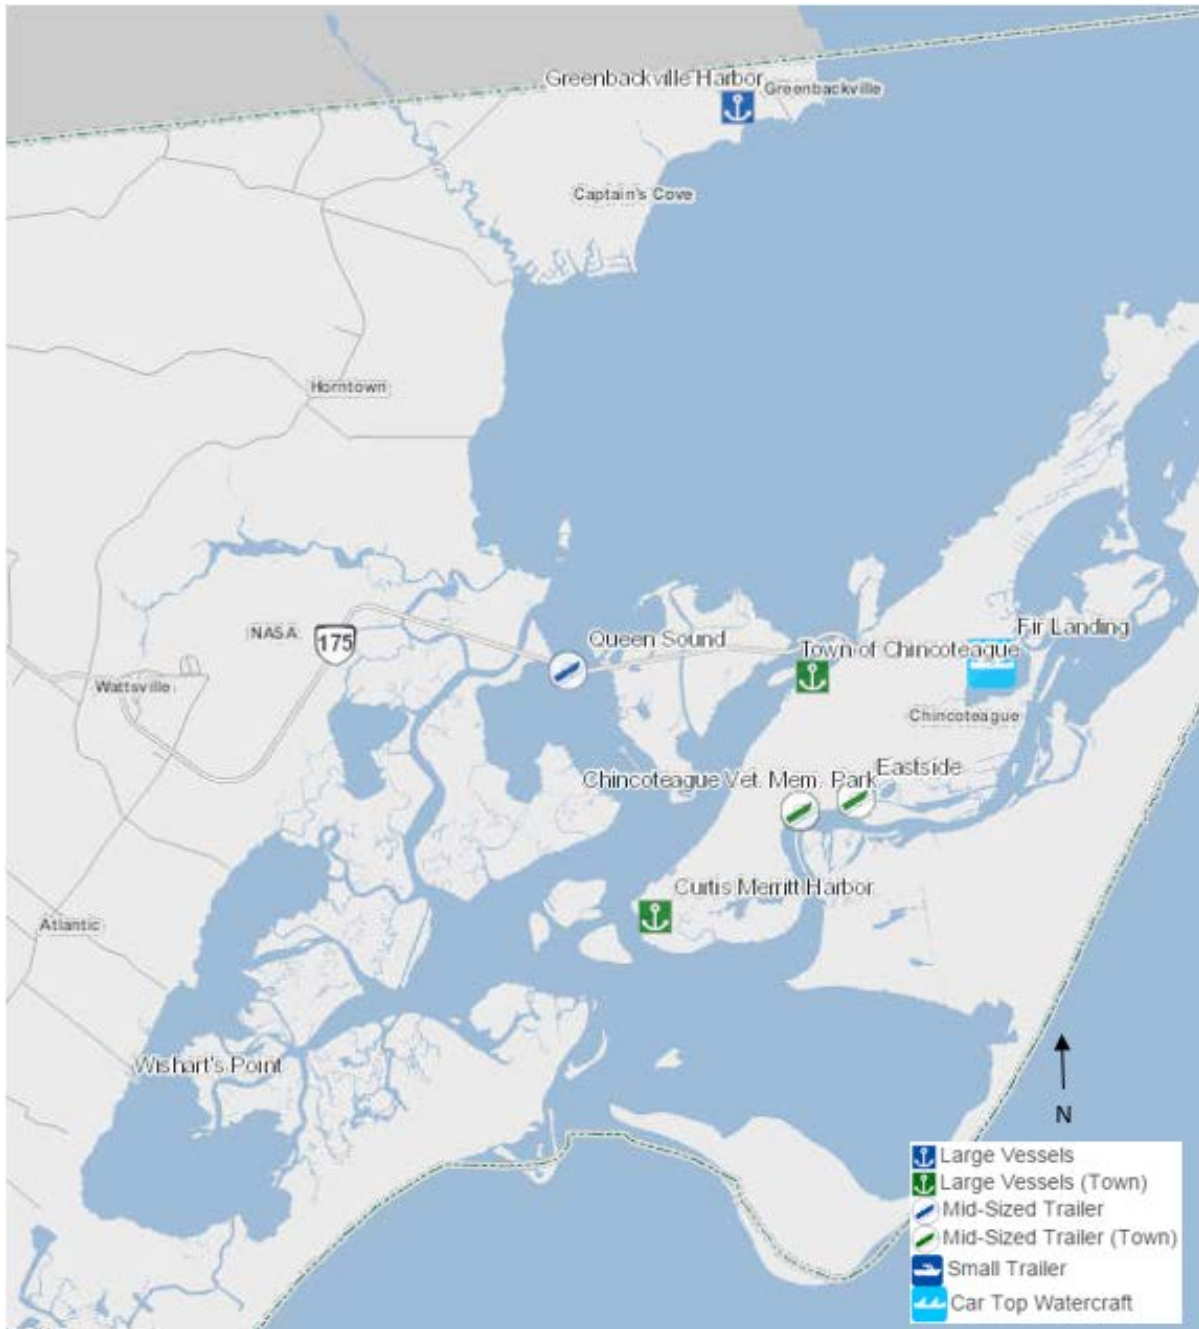 Greenbackville Harbor
Greenbackville
Captain's Cove
Horntown
NASA
175
Queen Sound
Fir Landing
Town of Chincoteague
Wattsville
Chincoteague
Chincoteague Vet. Mem. Park
Eastside
Curtis Merritt Harbor
Atlantic
Wishart's Point
N
Large Vessels
Large Vessels (Town)
Mid-Sized Trailer
Mid-Sized Trailer (Town)
Small Trailer
Car Top Watercraft